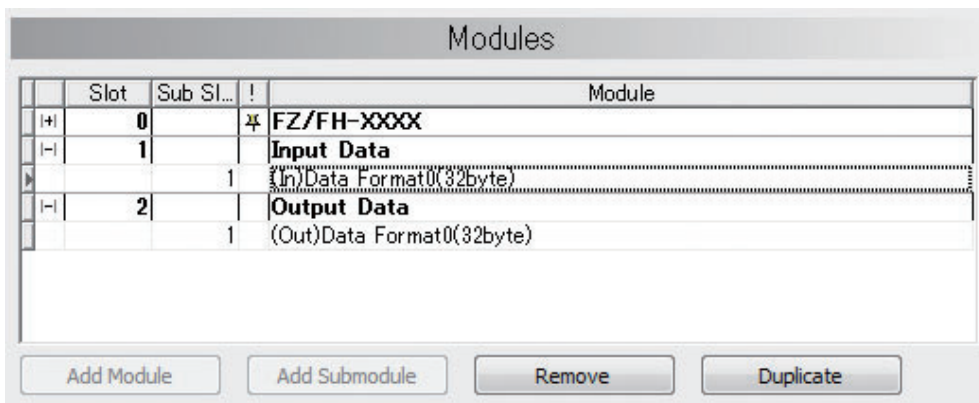 Modules
Slot Sub Sl... ! Module
0 FZ/FH-XXXX
1 Input Data
1 (In)Data Format0(32byte)
2 Output Data
1 (Out)Data Format0(32byte)
Add Module Add Submodule Remove Duplicate